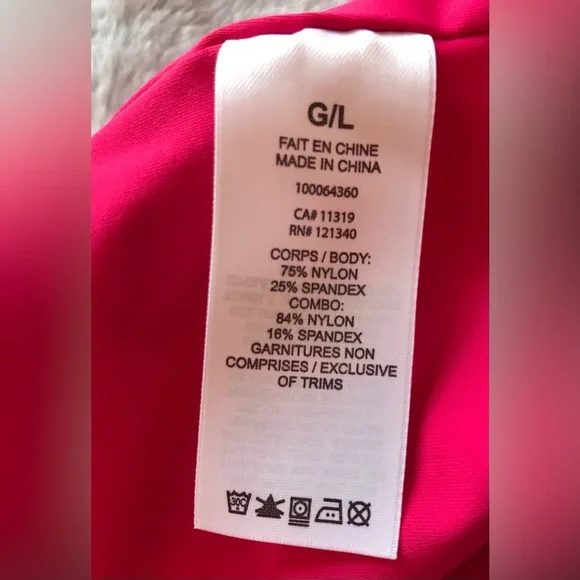 G/L
FAIT EN CHINE
MADE IN CHINA
100064360
CA# 11319
RN# 121340
CORPS / BODY:
75% NYLON
25% SPANDEX
COMBO:
84% NYLON
16% SPANDEX
GARNITURES NON
COMPRISES / EXCLUSIVE
OF TRIMS
30C